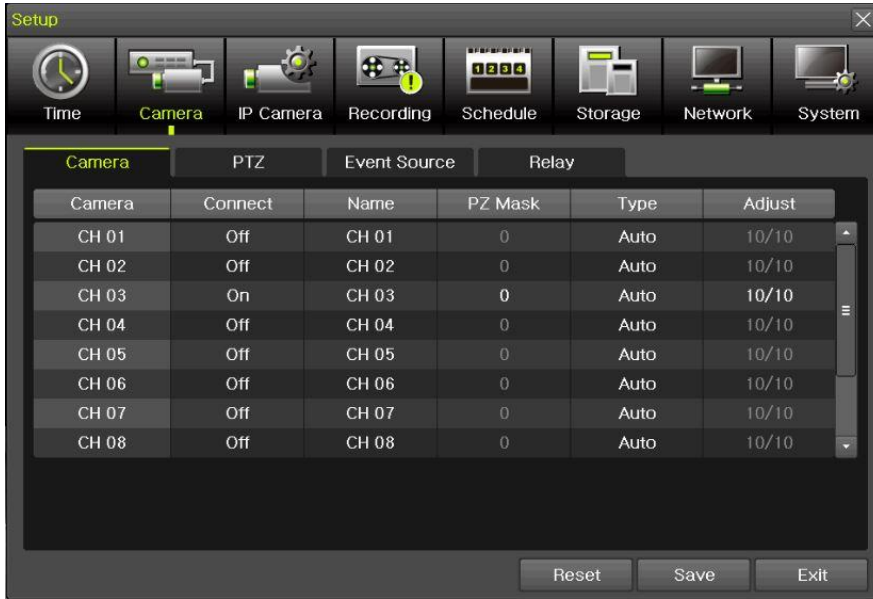 Setup
1 2 3 4
Time Camera IP Camera Recording Schedule Storage Network System
Camera PTZ Event Source Relay
Camera Connect Name PZ Mask Type Adjust
CH 01 Off CH 01 0 Auto 10/10
CH 02 Off CH 02 0 Auto 10/10
CH 03 On CH 03 0 Auto 10/10
CH 04 Off CH 04 0 Auto 10/10
CH 05 Off CH 05 0 Auto 10/10
CH 06 Off CH 06 0 Auto 10/10
CH 07 Off CH 07 0 Auto 10/10
CH 08 Off CH 08 0 Auto 10/10
Reset Save Exit